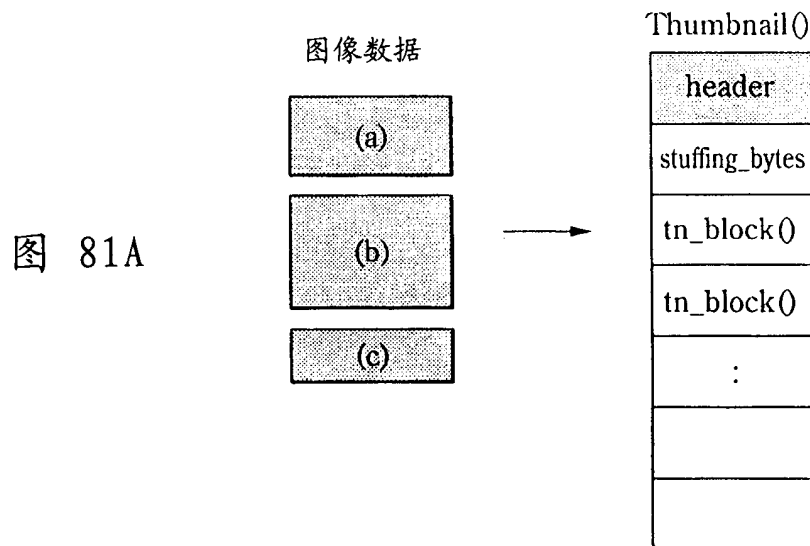 图像数据
(a)
(b)
(c)
图 81A
Thumbnail()
header
stuffing_bytes
tn_block()
tn_block()
: